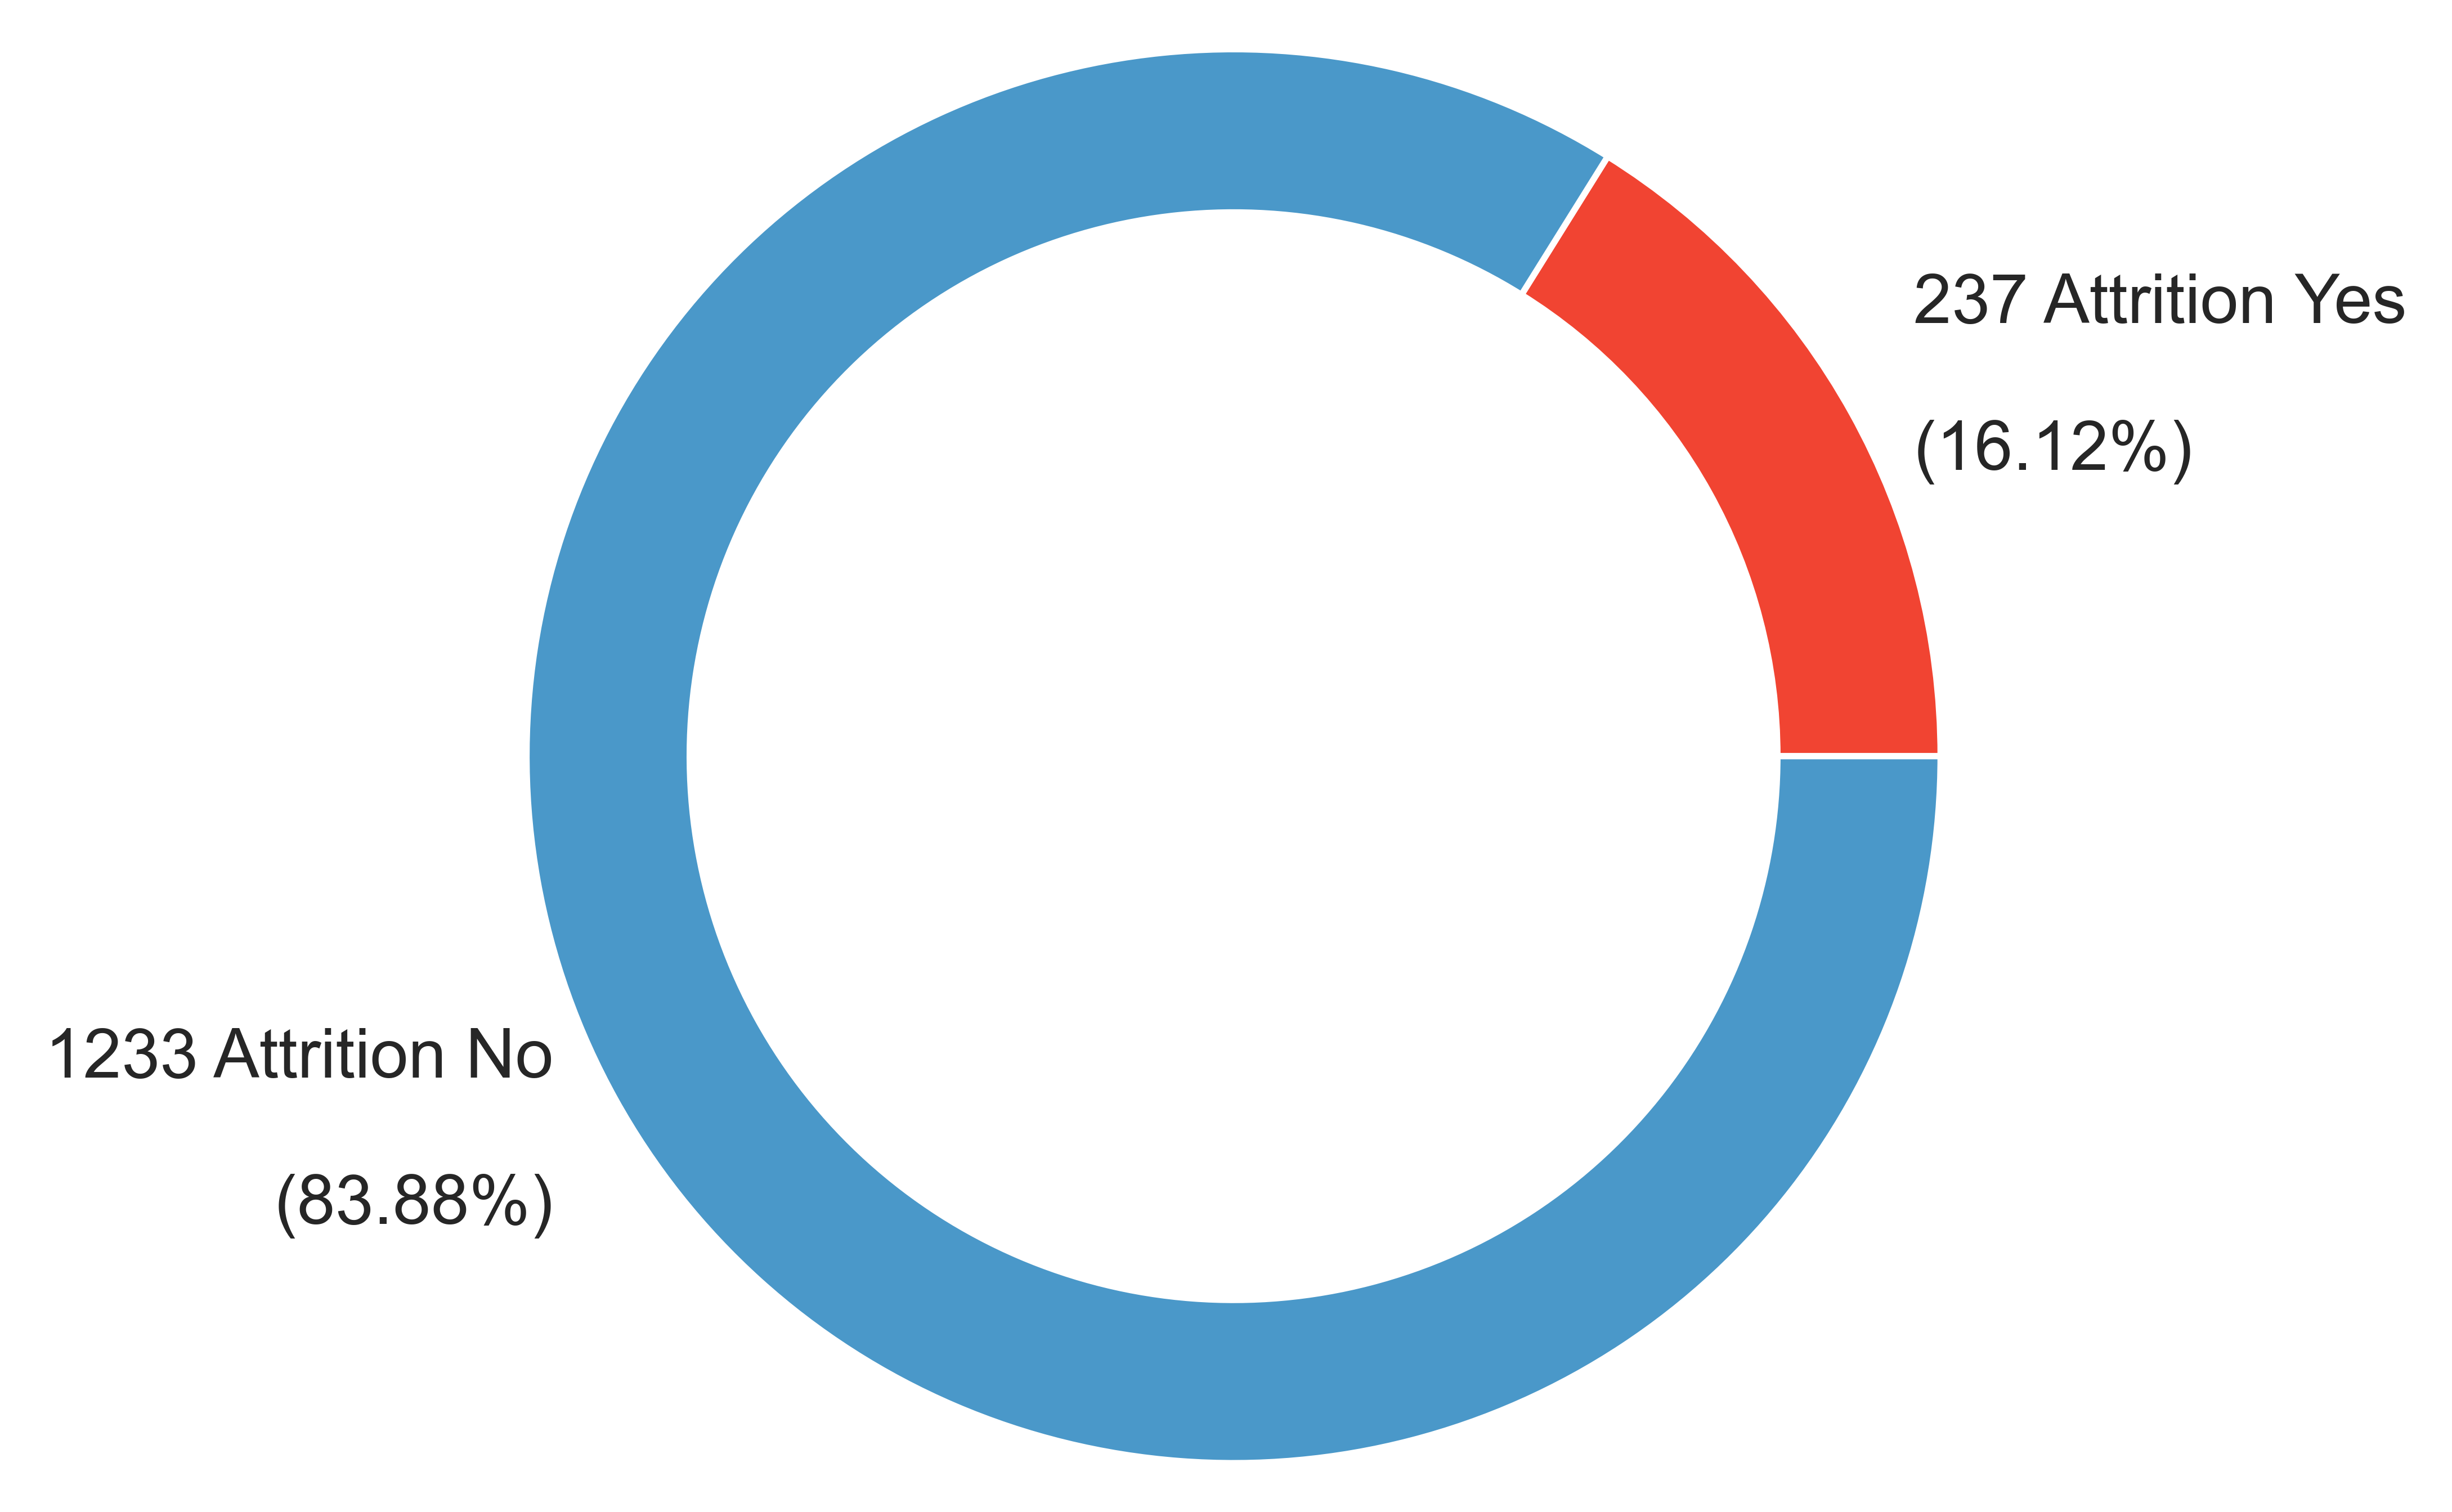 237 Attrition Yes
(16.12%)
1233 Attrition No
(83.88%)